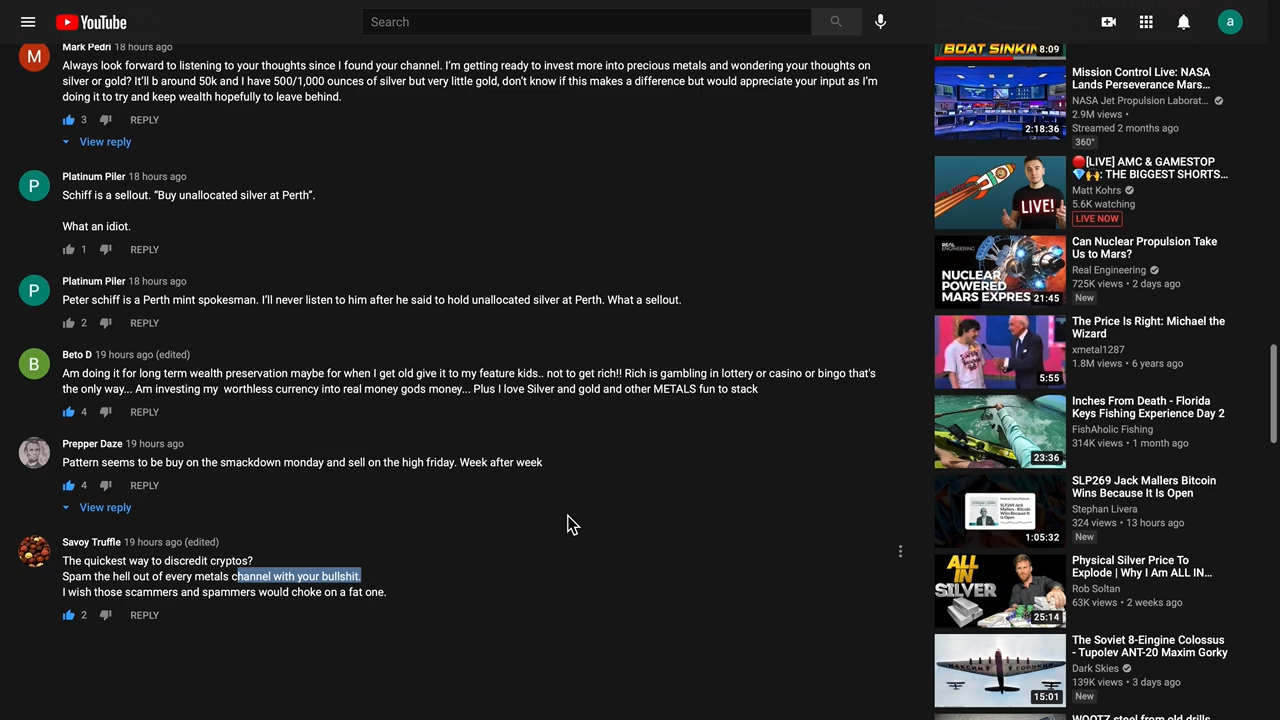 YouTube
Search
a
Mark Pedri 18 hours ago
M
Always look forward to listening to your thoughts since I found your channel. I'm getting ready to invest more into precious metals and wondering your thoughts on
silver or gold? It'll b around 50k and I have 500/1,000 ounces of silver but very little gold, don't know if this makes a difference but would appreciate your input as I'm
doing it to try and keep wealth hopefully to leave behind.
3 REPLY
View reply
P
Platinum Piler 18 hours ago
Schiff is a sellout. "Buy unallocated silver at Perth".
What an idiot.
1 REPLY
P
Platinum Piler 18 hours ago
Peter schiff is a Perth mint spokesman. I'll never listen to him after he said to hold unallocated silver at Perth. What a sellout.
2 REPLY
B
Beto D 19 hours ago (edited)
Am doing it for long term wealth preservation maybe for when I get old give it to my feature kids.. not to get rich!! Rich is gambling in lottery or casino or bingo that's
the only way... Am investing my worthless currency into real money gods money... Plus I love Silver and gold and other METALS fun to stack
4 REPLY
Prepper Daze 19 hours ago
Pattern seems to be buy on the smackdown monday and sell on the high friday. Week after week
4 REPLY
View reply
Savoy Truffle 19 hours ago (edited)
The quickest way to discredit cryptos?
Spam the hell out of every metals channel with your bullshit.
I wish those scammers and spammers would choke on a fat one.
2 REPLY
BOAT SINKIN
8:09
2:18:36
Mission Control Live: NASA
Lands Perseverance Mars...
NASA Jet Propulsion Laborat...
2.9M views •
Streamed 2 months ago
360°
LIVE!
[LIVE] AMC & GAMESTOP
💎🙌: THE BIGGEST SHORTS...
Matt Kohrs
5.6K watching
LIVE NOW
REAL
ENGINEERING
NUCLEAR
POWERED
MARS EXPRES
21:45
Can Nuclear Propulsion Take
Us to Mars?
Real Engineering
725K views • 2 days ago
New
5:55
The Price Is Right: Michael the
Wizard
xmetal1287
1.8M views • 6 years ago
23:36
Inches From Death - Florida
Keys Fishing Experience Day 2
FishAholic Fishing
314K views • 1 month ago
SLP269 Jack
Mallers - Bitcoin
Wins Because It
Is Open
1:05:32
SLP269 Jack Mallers Bitcoin
Wins Because It Is Open
Stephan Livera
324 views • 13 hours ago
New
ALL
IN
SILVER
25:14
Physical Silver Price To
Explode | Why I Am ALL IN...
Rob Soltan
63K views • 2 weeks ago
МАКСИМ ГОРЬКИЙ
15:01
The Soviet 8-Eingine Colossus
- Tupolev ANT-20 Maxim Gorky
Dark Skies
139K views • 3 days ago
New
WOOTZ steel from old drills